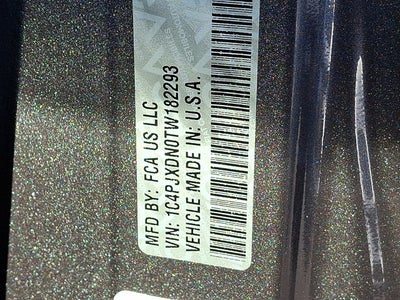 MFD BY: FCA US LLC
VIN: 1C4PJXDN0TW182293
VEHICLE MADE IN: U.S.A.